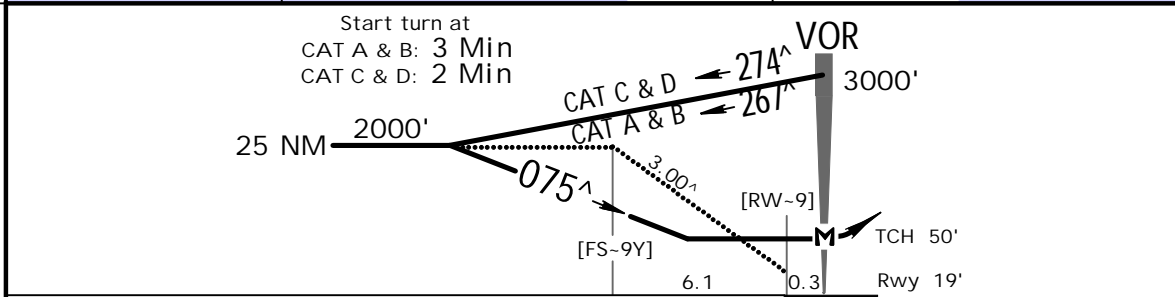 Start turn at
CAT A & B: 3 Min
CAT C & D: 2 Min
VOR
274^
CAT C & D
3000'
267^
CAT A & B
2000'
25 NM
3.00^
075^
[RW~9]
M
TCH 50'
[FS~9Y]
6.1
0.3
Rwy 19'